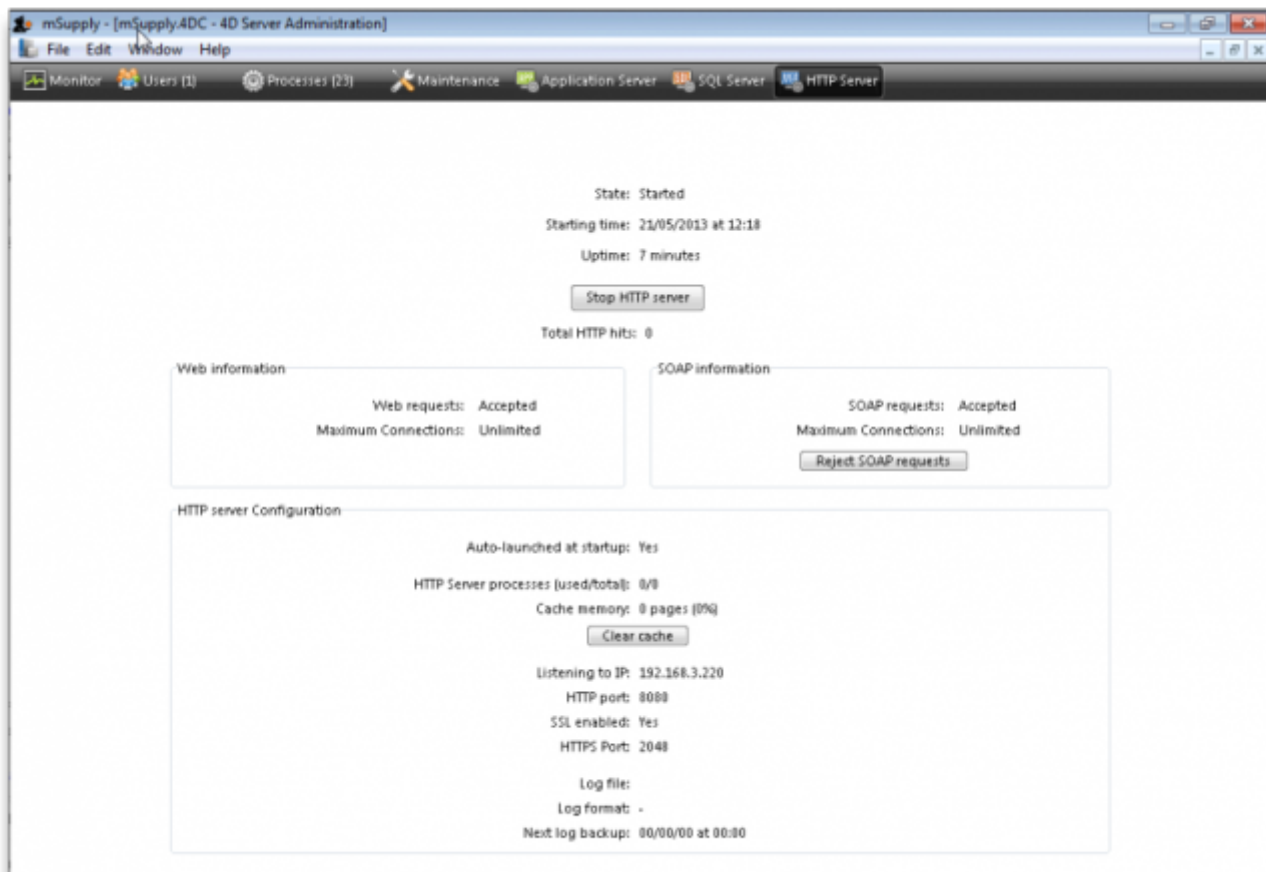 mSupply - [mSupply.4DC - 4D Server Administration]
File Edit Window Help
Monitor Users (1) Processes (23) Maintenance Application Server SQL Server HTTP Server
State: Started
Starting time: 21/05/2013 at 12:18
Uptime: 7 minutes
Stop HTTP server
Total HTTP hits: 0
Web information
Web requests: Accepted
Maximum Connections: Unlimited
SOAP information
SOAP requests: Accepted
Maximum Connections: Unlimited
Reject SOAP requests
HTTP server Configuration
Auto-launched at startup: Yes
HTTP Server processes (used/total): 0/0
Cache memory: 0 pages (0%)
Clear cache
Listening to IP: 192.168.3.220
HTTP port: 8080
SSL enabled: Yes
HTTPS Port: 2048
Log file:
Log format: -
Next log backup: 00/00/00 at 00:00